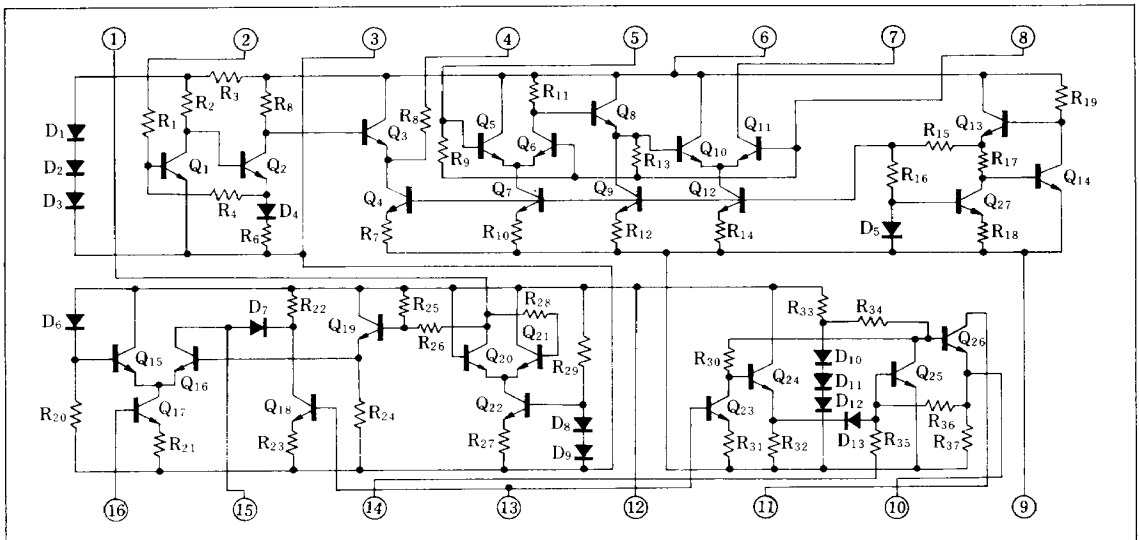 ① ② ③ ④ ⑤ ⑥ ⑦ ⑧
R3
R2 R8 R11 R19
D1 R1 R8 Q5 Q8 Q11 R15 Q13
Q3 Q6 Q10
D2 Q1 Q2 R9 R13 R17
R16
D3 R4 D4 Q4 Q7 Q9 Q12 Q27 Q14
R6 R7 R10 R12 R14 D5 R18
D6 D7 R22 R25 R28 R33 R34
Q19 R26 Q21 Q26
Q15 Q20 R30 D10
Q16 R29 Q24 D11 Q25
R20 Q17 Q18 R24 Q22 D8 Q23 D12 R36
R21 R23 R27 D9 R31 R32 D13 R35 R37
⑯ ⑮ ⑭ ⑬ ⑫ ⑪ ⑩ ⑨